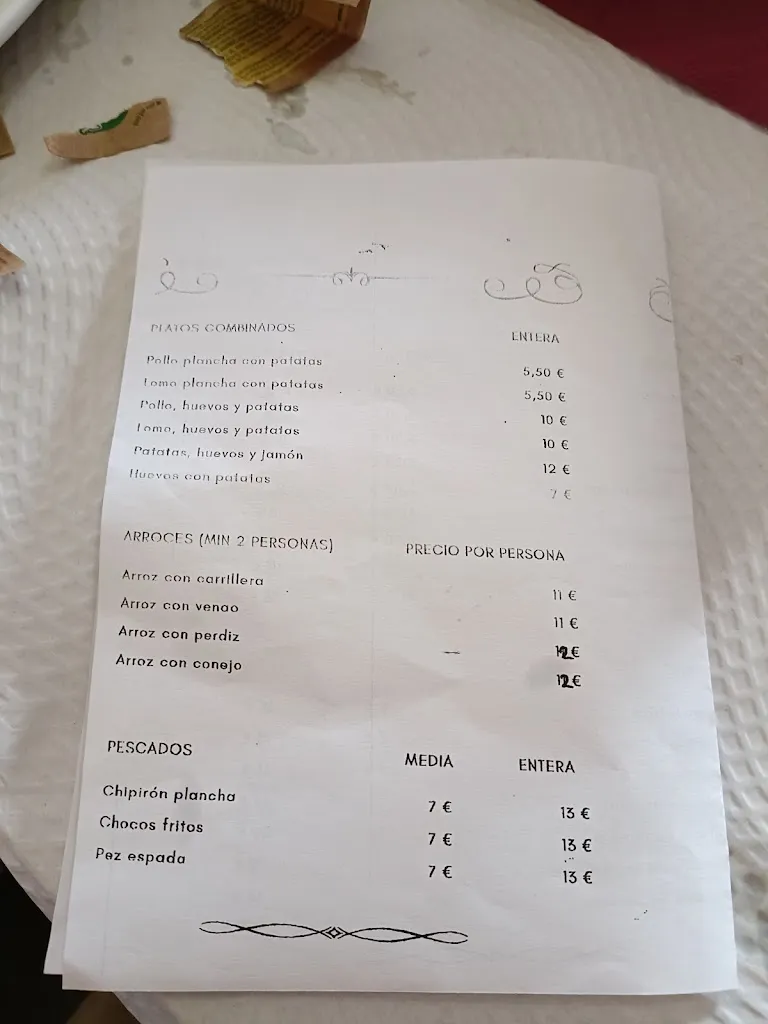 PLATOS COMBINADOS ENTERA
Pollo plancha con patatas 5,50 €
Lomo plancha con patatas 5,50 €
Pollo, huevos y patatas 10 €
Lomo, huevos y patatas 10 €
Patatas, huevos y jamón 12 €
Huevos con patatas 7 €
ARROCES (MIN 2 PERSONAS) PRECIO POR PERSONA
Arroz con carrillera 11 €
Arroz con venao 11 €
Arroz con perdiz 12€
Arroz con conejo 12€
PESCADOS MEDIA ENTERA
Chipirón plancha 7 € 13 €
Chocos fritos 7 € 13 €
Pez espada 7 € 13 €